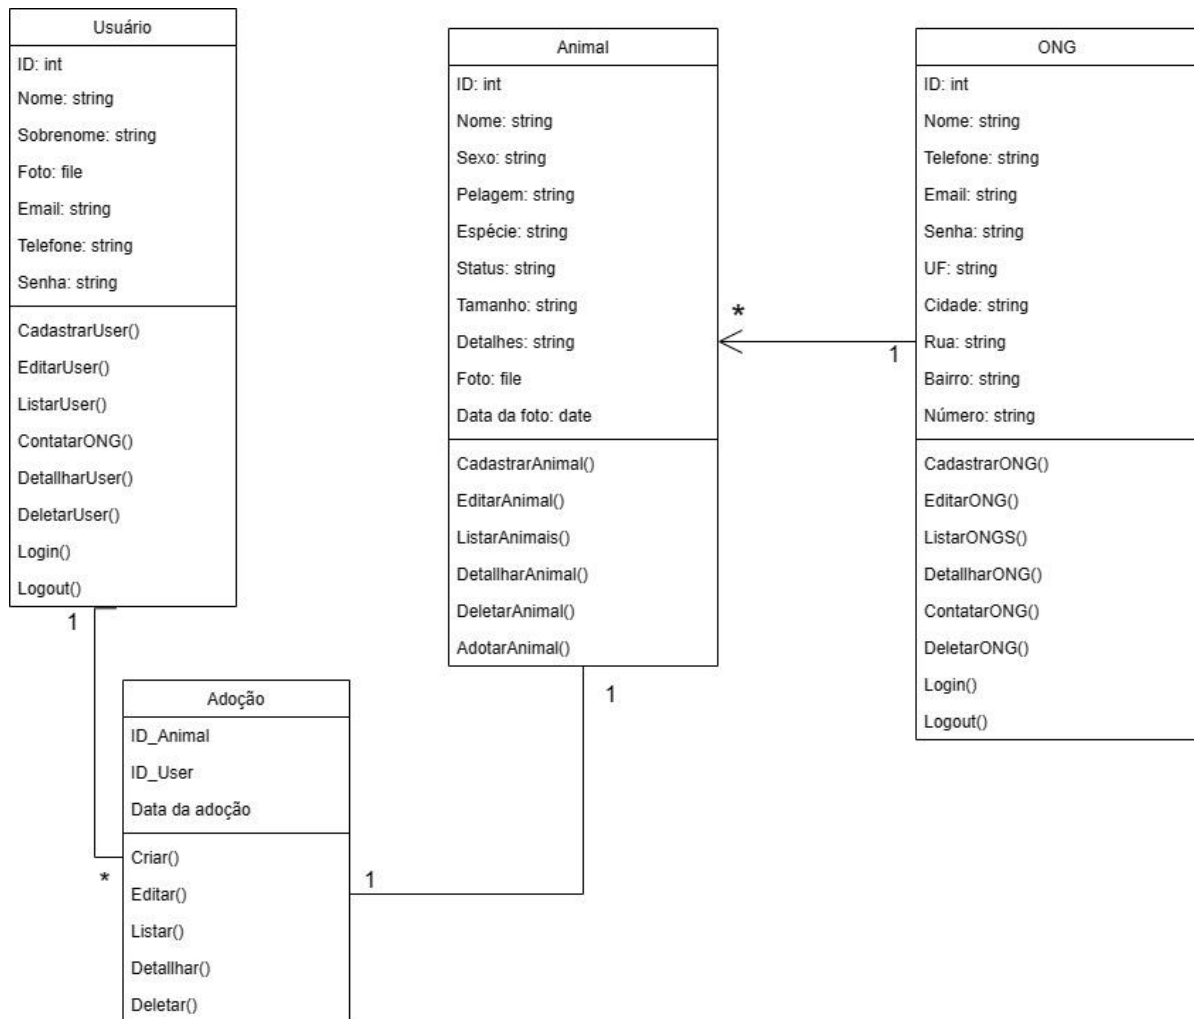 Usuário
ID: int
Nome: string
Sobrenome: string
Foto: file
Email: string
Telefone: string
Senha: string
CadastrarUser()
EditarUser()
ListarUser()
ContatarONG()
DetallharUser()
DeletarUser()
Login()
Logout()
1
*
Adoção
ID_Animal
ID_User
Data da adoção
Criar()
Editar()
Listar()
Detallhar()
Deletar()
1
1
Animal
ID: int
Nome: string
Sexo: string
Pelagem: string
Espécie: string
Status: string
Tamanho: string
Detalhes: string
Foto: file
Data da foto: date
CadastrarAnimal()
EditarAnimal()
ListarAnimais()
DetallharAnimal()
DeletarAnimal()
AdotarAnimal()
*
1
ONG
ID: int
Nome: string
Telefone: string
Email: string
Senha: string
UF: string
Cidade: string
Rua: string
Bairro: string
Número: string
CadastrarONG()
EditarONG()
ListarONGS()
DetallharONG()
ContatarONG()
DeletarONG()
Login()
Logout()